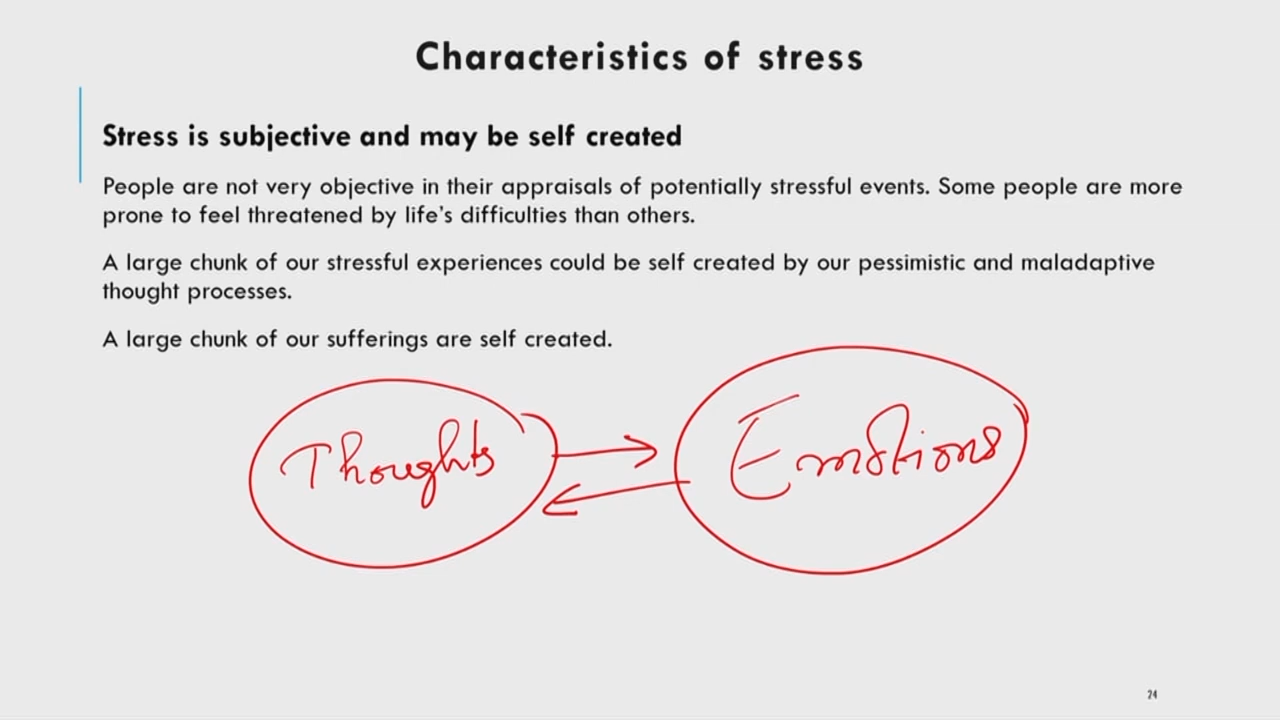 Characteristics of stress
Stress is subjective and may be self created
People are not very objective in their appraisals of potentially stressful events. Some people are more
prone to feel threatened by life's difficulties than others.
A large chunk of our stressful experiences could be self created by our pessimistic and maladaptive
thought processes.
A large chunk of our sufferings are self created.
Thoughts
Emotions
24